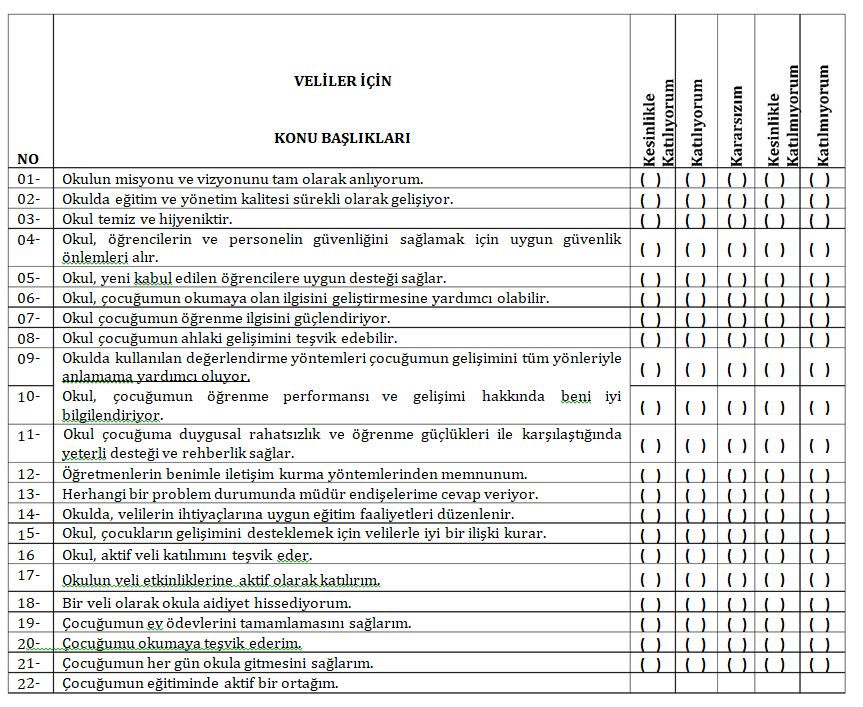 VELİLER İÇİN
KONU BAŞLIKLARI
NO
Kesinlikle
Katılıyorum
Katılıyorum
Kararsızım
Kesinlikle
Katılmıyorum
Katılmıyorum
01- Okulun misyonu ve vizyonunu tam olarak anlıyorum. ( ) ( ) ( ) ( ) ( )
02- Okulda eğitim ve yönetim kalitesi sürekli olarak gelişiyor. ( ) ( ) ( ) ( ) ( )
03- Okul temiz ve hijyeniktir. ( ) ( ) ( ) ( ) ( )
04- Okul, öğrencilerin ve personelin güvenliğini sağlamak için uygun güvenlik
önlemleri alır. ( ) ( ) ( ) ( ) ( )
05- Okul, yeni kabul edilen öğrencilere uygun desteği sağlar. ( ) ( ) ( ) ( ) ( )
06- Okul, çocuğumun okumaya olan ilgisini geliştirmesine yardımcı olabilir. ( ) ( ) ( ) ( ) ( )
07- Okul çocuğumun öğrenme ilgisini güçlendiriyor. ( ) ( ) ( ) ( ) ( )
08- Okul çocuğumun ahlaki gelişimini teşvik edebilir. ( ) ( ) ( ) ( ) ( )
09- Okulda kullanılan değerlendirme yöntemleri çocuğumun gelişimini tüm yönleriyle
anlamama yardımcı oluyor. ( ) ( ) ( ) ( ) ( )
10- Okul, çocuğumun öğrenme performansı ve gelişimi hakkında beni iyi
bilgilendiriyor. ( ) ( ) ( ) ( ) ( )
11- Okul çocuğuma duygusal rahatsızlık ve öğrenme güçlükleri ile karşılaştığında
yeterli desteği ve rehberlik sağlar. ( ) ( ) ( ) ( ) ( )
12- Öğretmenlerin benimle iletişim kurma yöntemlerinden memnunum. ( ) ( ) ( ) ( ) ( )
13- Herhangi bir problem durumunda müdür endişelerime cevap veriyor. ( ) ( ) ( ) ( ) ( )
14- Okulda, velilerin ihtiyaçlarına uygun eğitim faaliyetleri düzenlenir. ( ) ( ) ( ) ( ) ( )
15- Okul, çocukların gelişimini desteklemek için velilerle iyi bir ilişki kurar. ( ) ( ) ( ) ( ) ( )
16 Okul, aktif veli katılımını teşvik eder. ( ) ( ) ( ) ( ) ( )
17- Okulun veli etkinliklerine aktif olarak katılırım. ( ) ( ) ( ) ( ) ( )
18- Bir veli olarak okula aidiyet hissediyorum. ( ) ( ) ( ) ( ) ( )
19- Çocuğumun ev ödevlerini tamamlamasını sağlarım. ( ) ( ) ( ) ( ) ( )
20- Çocuğumu okumaya teşvik ederim. ( ) ( ) ( ) ( ) ( )
21- Çocuğumun her gün okula gitmesini sağlarım. ( ) ( ) ( ) ( ) ( )
22- Çocuğumun eğitiminde aktif bir ortağım.